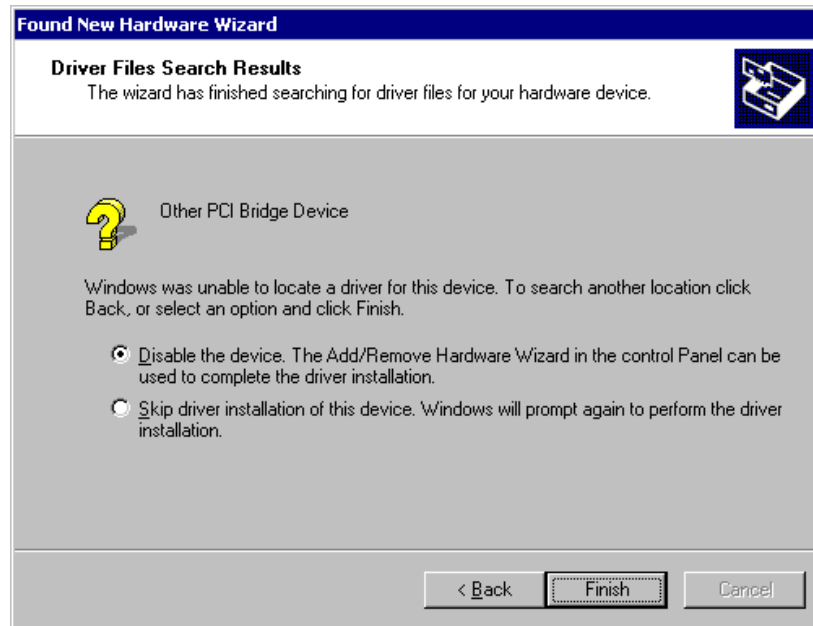 Found New Hardware Wizard
Driver Files Search Results
The wizard has finished searching for driver files for your hardware device.
Other PCI Bridge Device
Windows was unable to locate a driver for this device. To search another location click
Back, or select an option and click Finish.
Disable the device. The Add/Remove Hardware Wizard in the control Panel can be
used to complete the driver installation.
Skip driver installation of this device. Windows will prompt again to perform the driver
installation.
< Back
Finish
Cancel